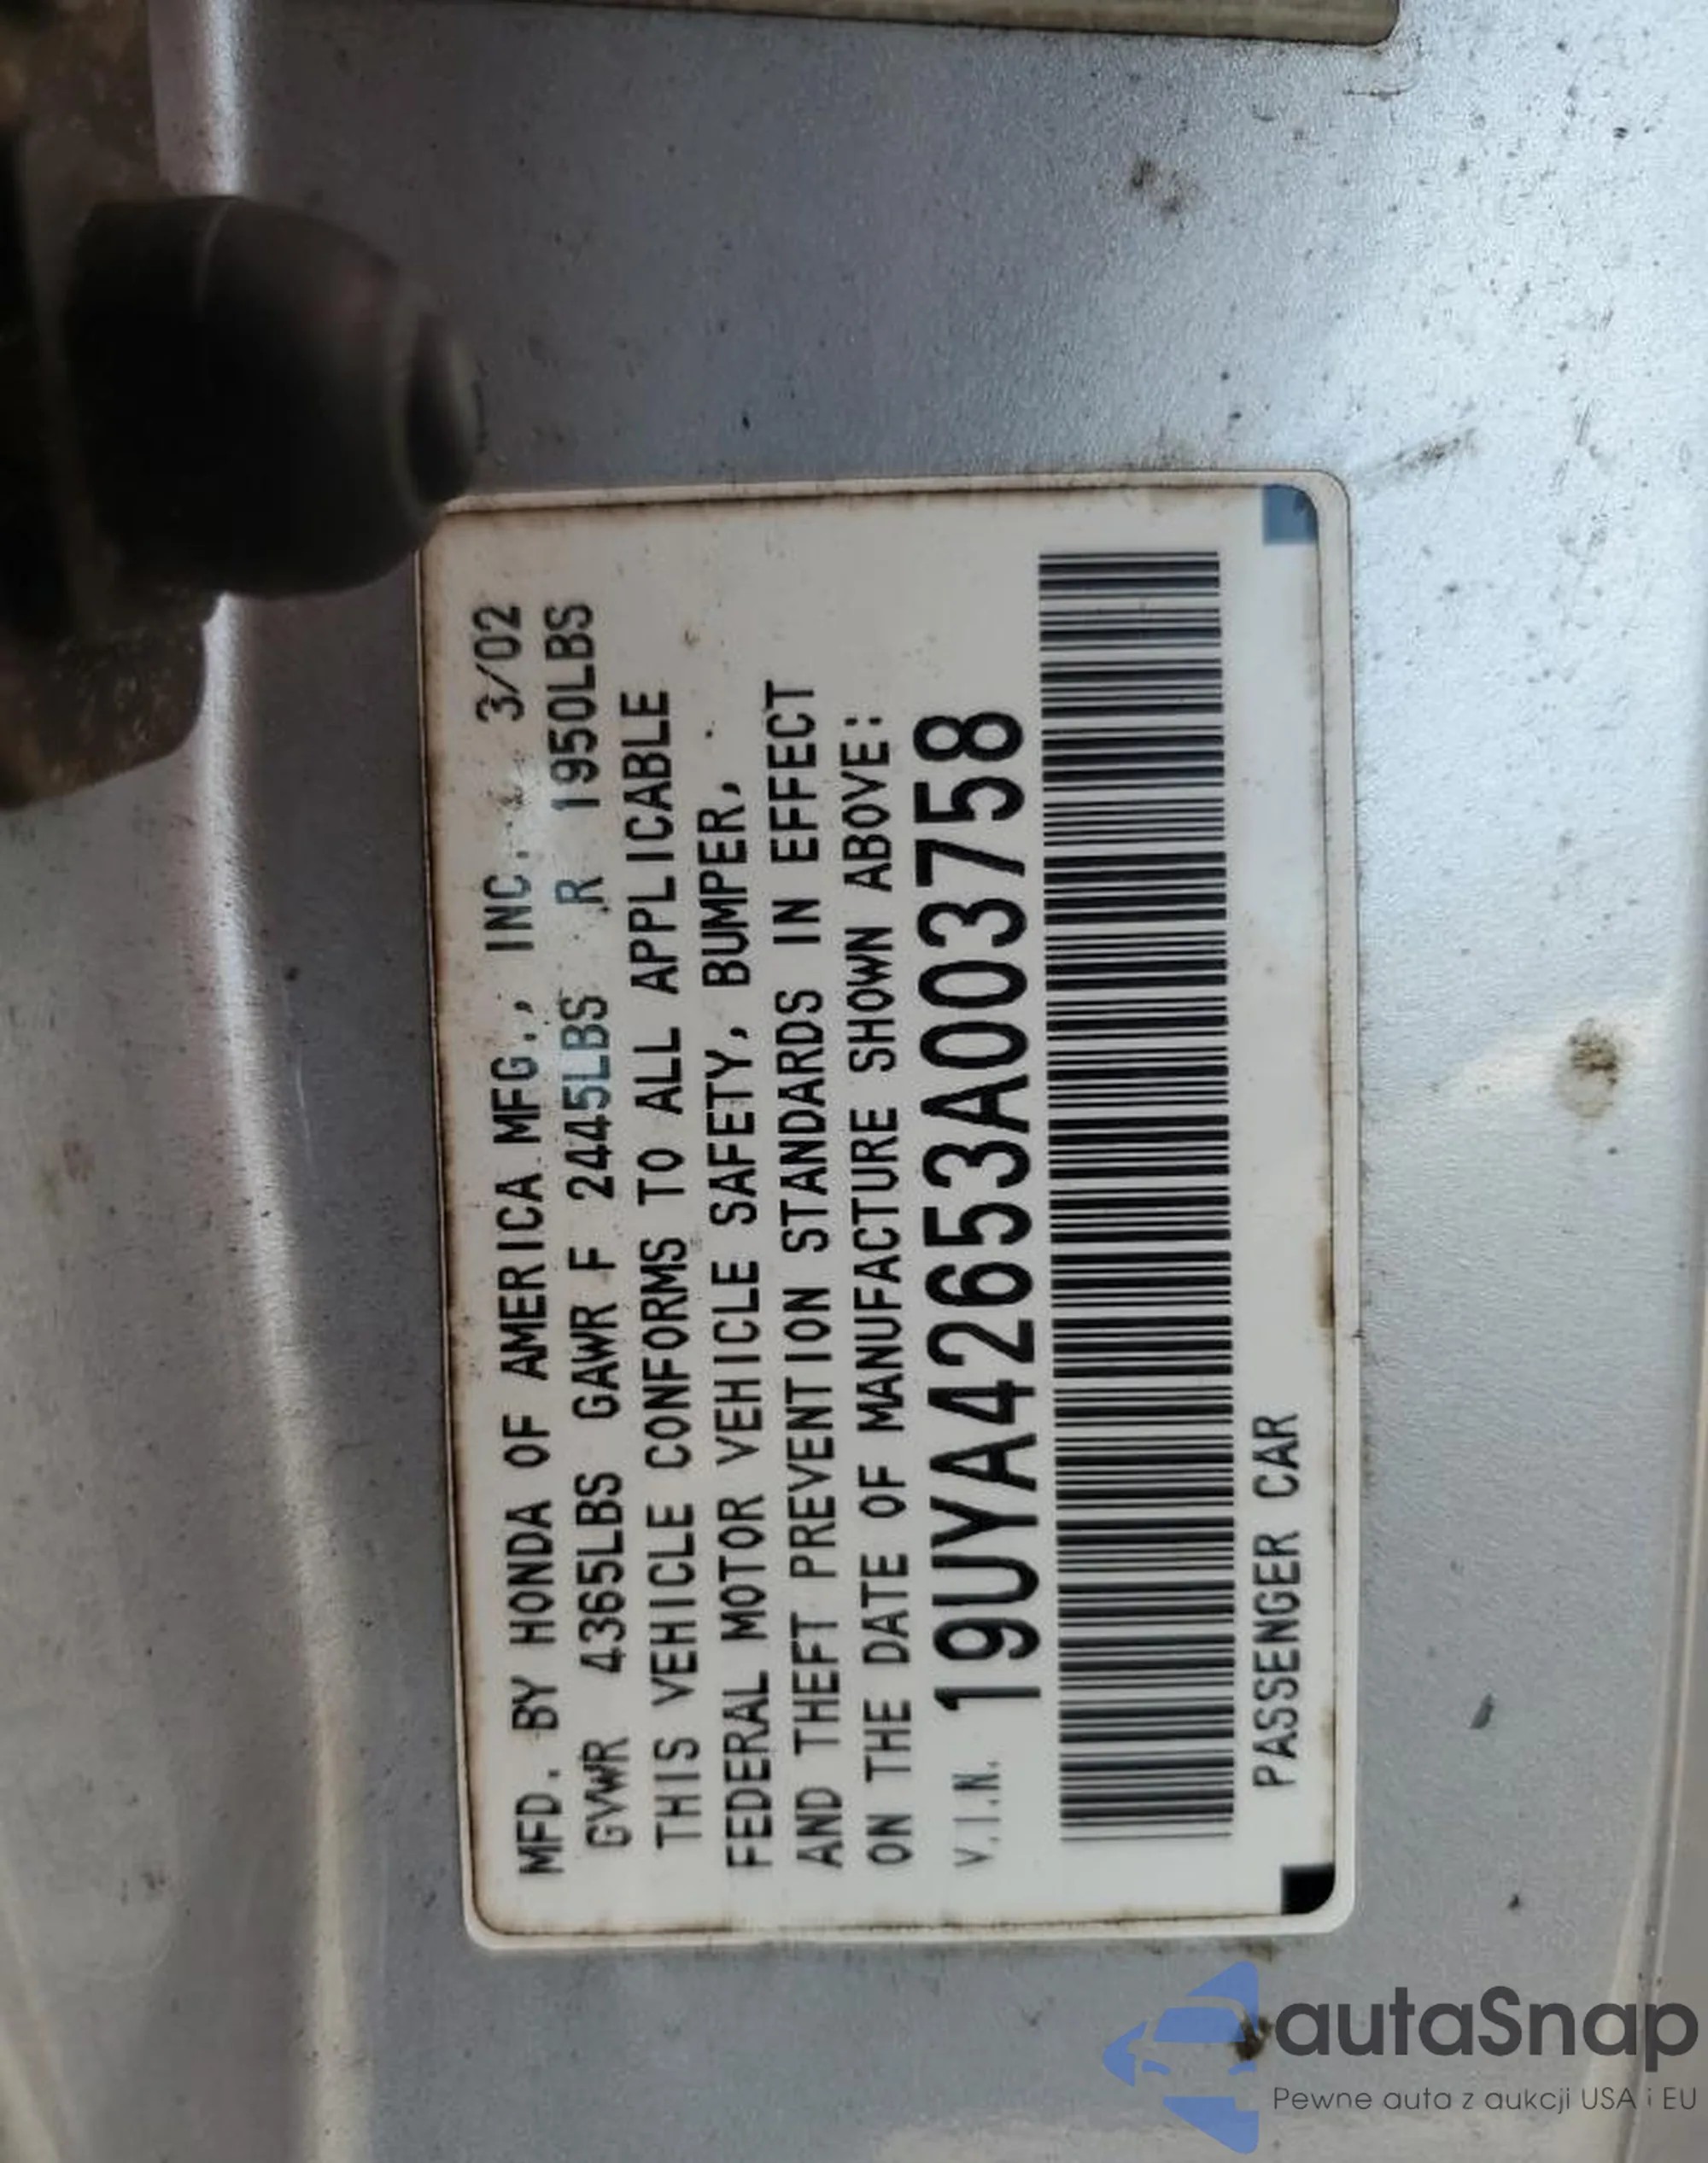 MFD. BY HONDA OF AMERICA MFG., INC. 3/02
GVWR 4365LBS GAWR F 2445LBS R 1950LBS
THIS VEHICLE CONFORMS TO ALL APPLICABLE
FEDERAL MOTOR VEHICLE SAFETY, BUMPER,
AND THEFT PREVENTION STANDARDS IN EFFECT
ON THE DATE OF MANUFACTURE SHOWN ABOVE:
V.I.N. 19UYA42653A003758
PASSENGER CAR
autaSnap
Pewne auta z aukcji USA i EU